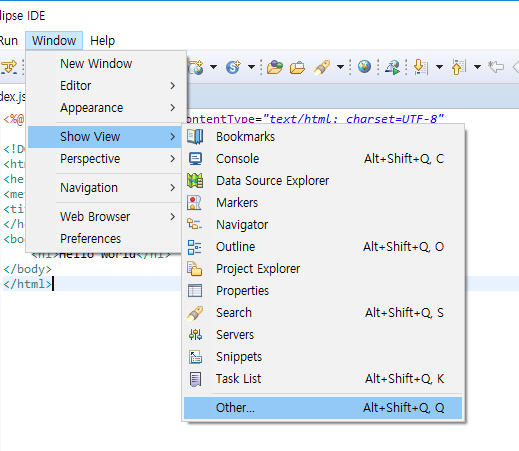 lipse IDE
Run Window Help
New Window
Editor
Appearance
Show View
Perspective
Navigation
Web Browser
Preferences
Bookmarks
Console Alt+Shift+Q, C
Data Source Explorer
Markers
Navigator
Outline Alt+Shift+Q, O
Project Explorer
Properties
Search Alt+Shift+Q, S
Servers
Snippets
Task List Alt+Shift+Q, K
Other... Alt+Shift+Q, Q
dex.js
<%@ ontentType="text/html; charset=UTF-8"
<!D
<ht
<he
<me
<ti
</h
<bo
<h1>Hello World</h1>
</body>
</html>